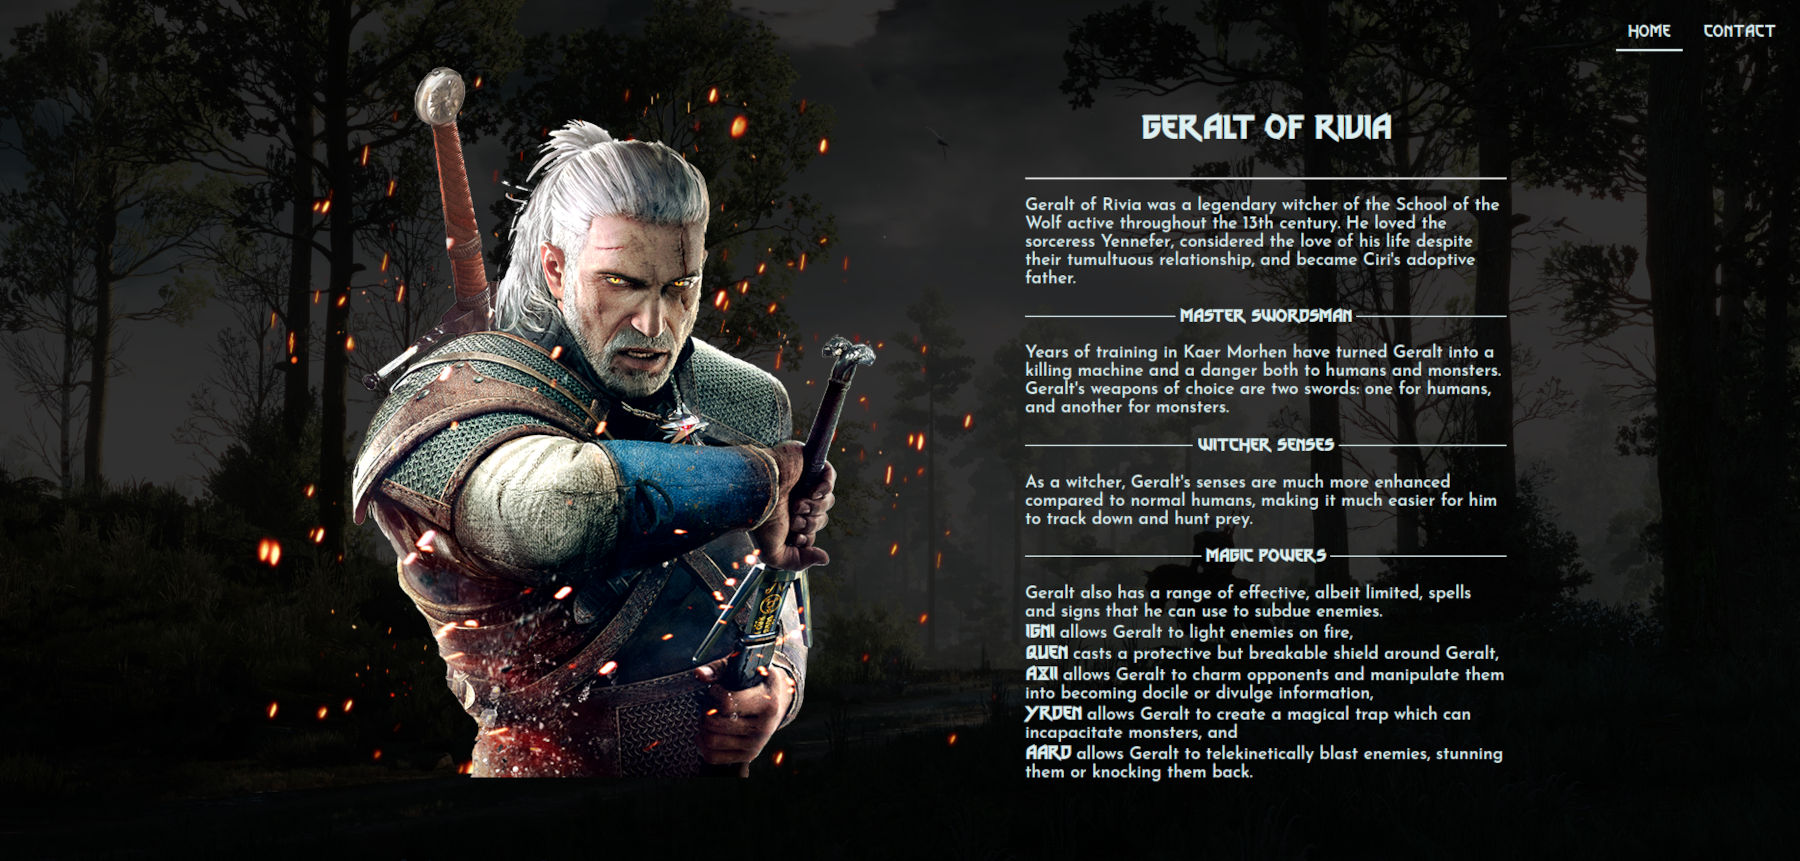 HOME CONTACT
GERALT OF RIVIA
Geralt of Rivia was a legendary witcher of the School of the
Wolf active throughout the 13th century. He loved the
sorceress Yennefer, considered the love of his life despite
their tumultuous relationship, and became Ciri's adoptive
father.
MASTER SWORDSMAN
Years of training in Kaer Morhen have turned Geralt into a
killing machine and a danger both to humans and monsters.
Geralt's weapons of choice are two swords: one for humans,
and another for monsters.
WITCHER SENSES
As a witcher, Geralt's senses are much more enhanced
compared to normal humans, making it much easier for him
to track down and hunt prey.
MAGIC POWERS
Geralt also has a range of effective, albeit limited, spells
and signs that he can use to subdue enemies.
IGNI allows Geralt to light enemies on fire,
QUEN casts a protective but breakable shield around Geralt,
AXII allows Geralt to charm opponents and manipulate them
into becoming docile or divulge information,
YRDEN allows Geralt to create a magical trap which can
incapacitate monsters, and
AARD allows Geralt to telekinetically blast enemies, stunning
them or knocking them back.